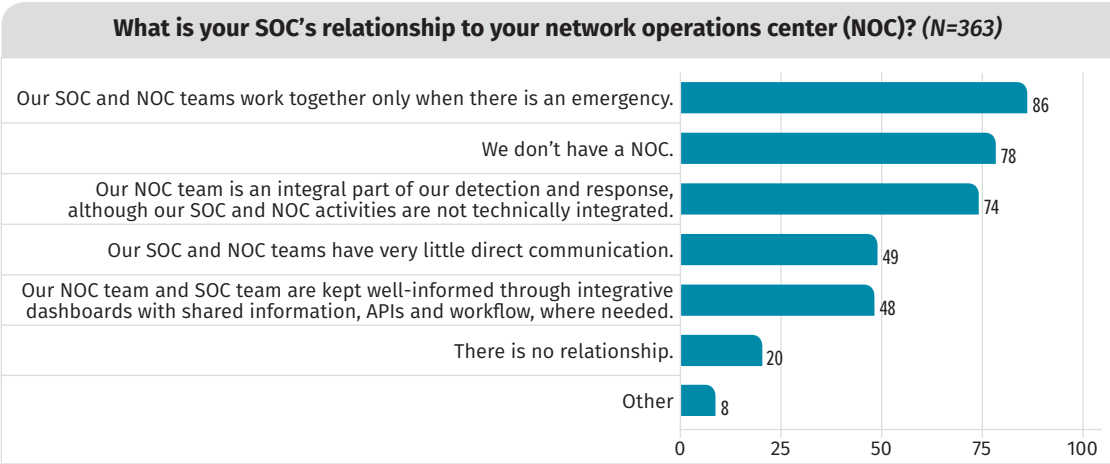 What is your SOC’s relationship to your network operations center (NOC)? (N=363)
Our SOC and NOC teams work together only when there is an emergency.
86
We don’t have a NOC.
78
Our NOC team is an integral part of our detection and response,
although our SOC and NOC activities are not technically integrated.
74
Our SOC and NOC teams have very little direct communication.
49
Our NOC team and SOC team are kept well-informed through integrative
dashboards with shared information, APIs and workflow, where needed.
48
There is no relationship.
20
Other
8
0 25 50 75 100